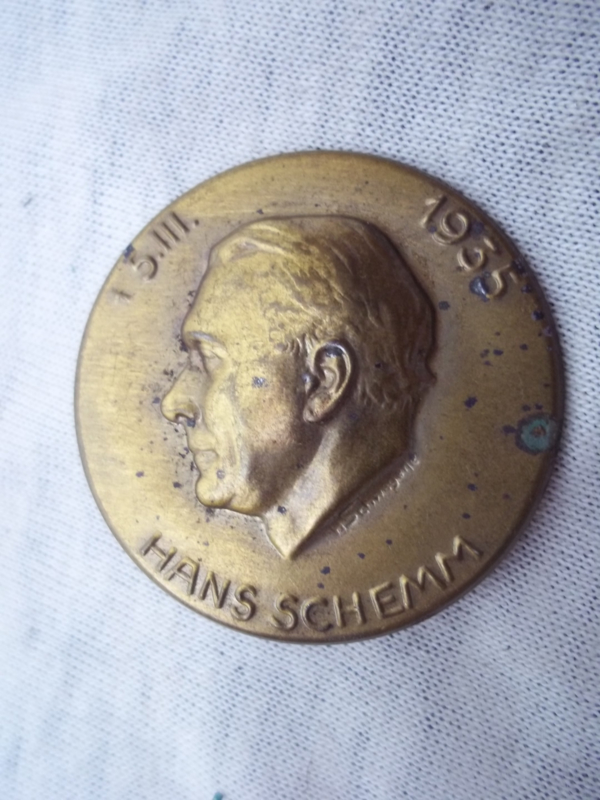 † 5.III. 1935
HANS SCHEMM